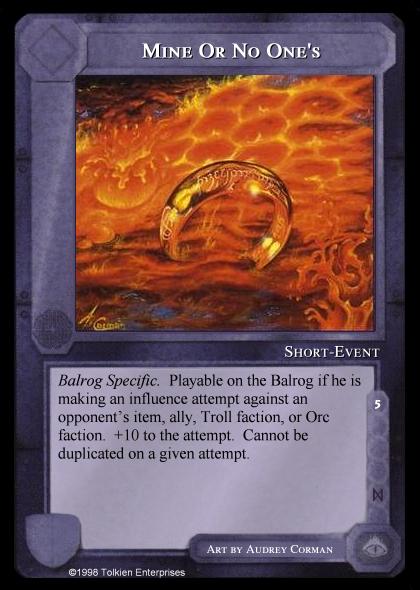 Mine Or No One's
A. Corman
Short-Event
Balrog Specific.  Playable on the Balrog if he is
making an influence attempt against an
opponent's item, ally, Troll faction, or Orc
faction.  +10 to the attempt.  Cannot be
duplicated on a given attempt.
5
Art by Audrey Corman
©1998 Tolkien Enterprises